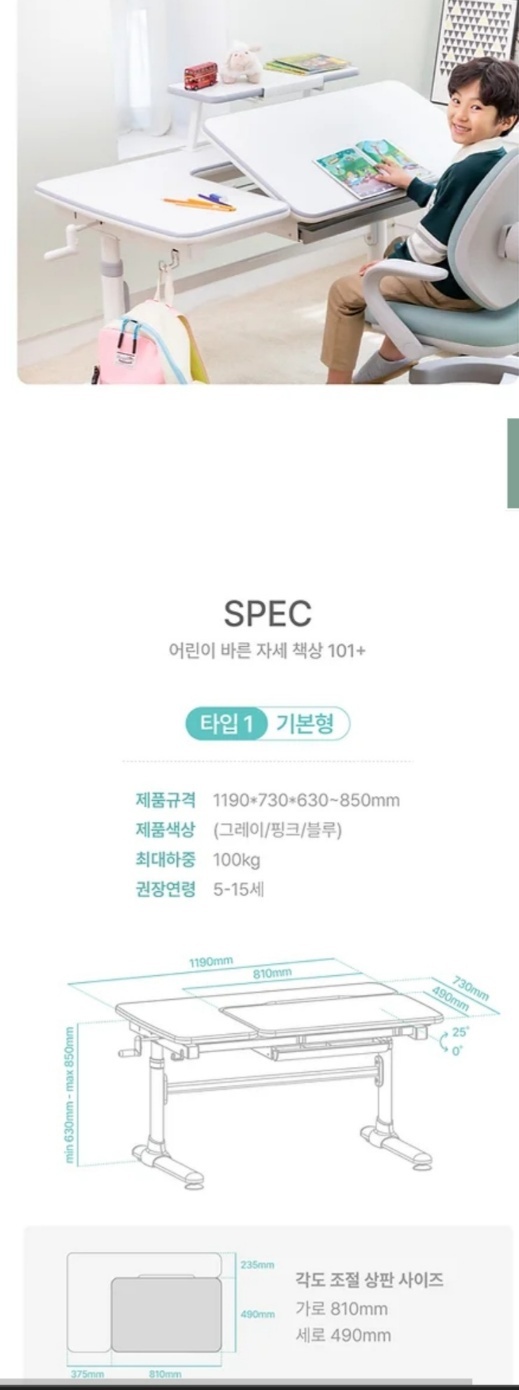 SPEC
어린이 바른 자세 책상 101+
타입 1 기본형
제품규격 1190*730*630~850mm
제품색상 (그레이/핑크/블루)
최대하중 100kg
권장연령 5-15세
1190mm
810mm
730mm
490mm
25°
0°
min 630mm - max 850mm
235mm
각도 조절 상판 사이즈
가로 810mm
490mm
세로 490mm
375mm
810mm